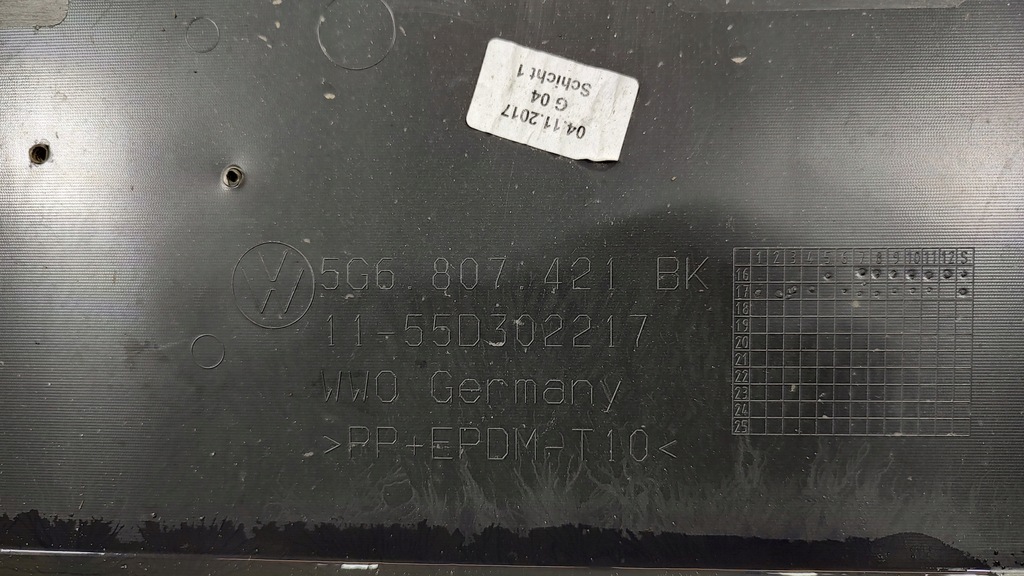 04.11.2017
G 04
Schicht 1
5G6.807.421 BK
11-55D302217
WWO Germany
>PP+EPDM-T10<
1 2 3 4 5 6 7 8 9 10 11 12 S
16
17
18
19
20
21
22
23
24
25